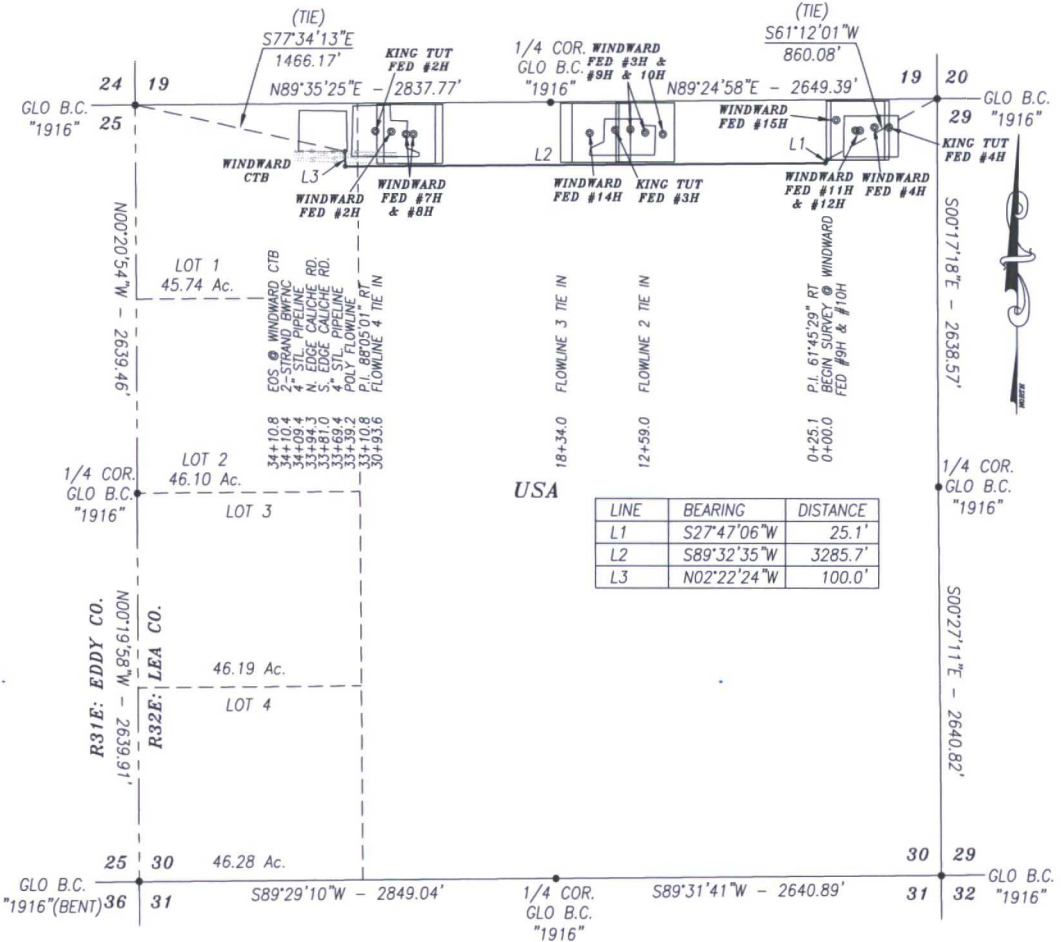 (TIE)
S77°34'13"E
1466.17'
KING TUT
FED #2H
N89°35'25"E - 2837.77'
1/4 COR.
GLO B.C.
"1916"
WINDWARD
FED #3H &
#9H & 10H
N89°24'58"E - 2649.39'
(TIE)
S61°12'01"W
860.08'
24 19
GLO B.C.
"1916"
25
19 20
GLO B.C.
"1916"
29
WINDWARD
FED #15H
L1
KING TUT
FED #4H
WINDWARD
CTB
L3
WINDWARD
FED #2H
WINDWARD
FED #7H
& #8H
L2
WINDWARD
FED #14H
KING TUT
FED #3H
WINDWARD
FED #11H
& #12H
WINDWARD
FED #4H
N00°20'54"W - 2639.46'
LOT 1
45.74 Ac.
34+10.8 EOS @ WINDWARD CTB
34+10.4 2-STRAND BWFNC
34+09.4 4" STL. PIPELINE
33+94.3 N. EDGE CALICHE RD.
33+81.0 S. EDGE CALICHE RD.
33+69.4 4" STL. PIPELINE
33+39.2 POLY FLOWLINE
33+10.8 P.I. 88°05'01" RT
30+93.6 FLOWLINE 4 TIE IN
18+34.0 FLOWLINE 3 TIE IN
12+59.0 FLOWLINE 2 TIE IN
0+25.1 P.I. 61°45'29" RT
0+00.0 BEGIN SURVEY @ WINDWARD
FED #9H & #10H
S00°17'18"E - 2638.57'
NORTH
1/4 COR.
GLO B.C.
"1916"
LOT 2
46.10 Ac.
LOT 3
USA
1/4 COR.
GLO B.C.
"1916"
LINE BEARING DISTANCE
L1 S27°47'06"W 25.1'
L2 S89°32'35"W 3285.7'
L3 N02°22'24"W 100.0'
R31E: EDDY CO.
N00°19'58"W - 2639.91'
R32E: LEA CO.
46.19 Ac.
LOT 4
S00°27'11"E - 2640.82'
25 30
46.28 Ac.
GLO B.C.
"1916"(BENT)
36 31
S89°29'10"W - 2849.04'
1/4 COR.
GLO B.C.
"1916"
S89°31'41"W - 2640.89'
30 29
31 32
GLO B.C.
"1916"